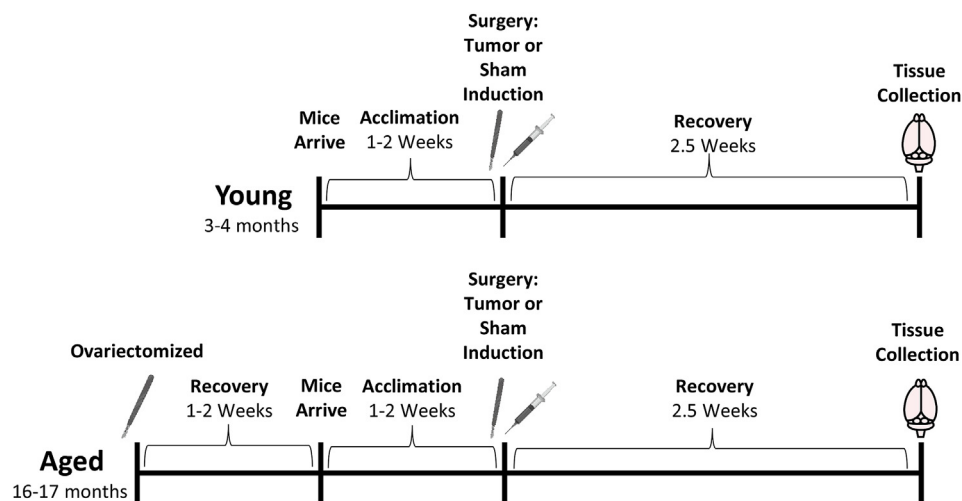 Surgery:
Tumor or
Sham
Induction
Tissue
Collection
Mice
Arrive
Acclimation
1-2 Weeks
Recovery
2.5 Weeks
Young
3-4 months
Surgery:
Tumor or
Sham
Induction
Tissue
Collection
Ovariectomized
Recovery
1-2 Weeks
Mice
Arrive
Acclimation
1-2 Weeks
Recovery
2.5 Weeks
Aged
16-17 months